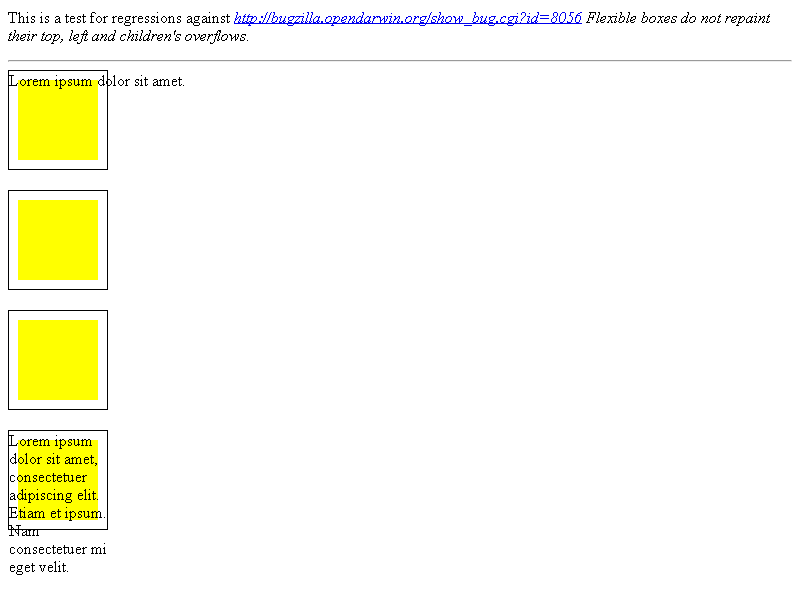 This is a test for regressions against http://bugzilla.opendarwin.org/show_bug.cgi?id=8056 Flexible boxes do not repaint
their top, left and children's overflows.
Lorem ipsum dolor sit amet.
Lorem ipsum
dolor sit amet,
consectetuer
adipiscing elit.
Etiam et ipsum.
Nam
consectetuer mi
eget velit.